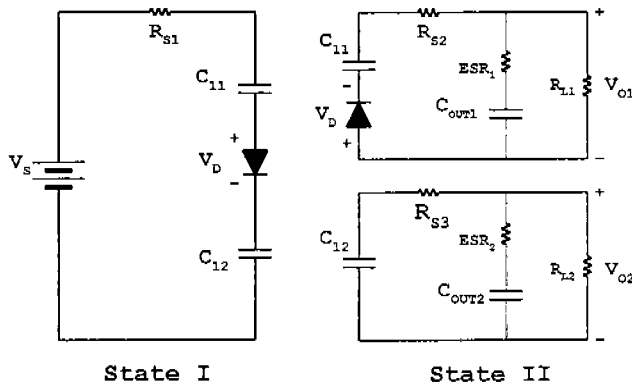 R_S1
C_11
+
V_D
-
V_S
C_12
State I
C_11
R_S2
+
-
ESR_1
V_D
C_OUT1
R_L1
V_O1
+
-
R_S3
+
C_12
ESR_2
C_OUT2
R_L2
V_O2
-
State II